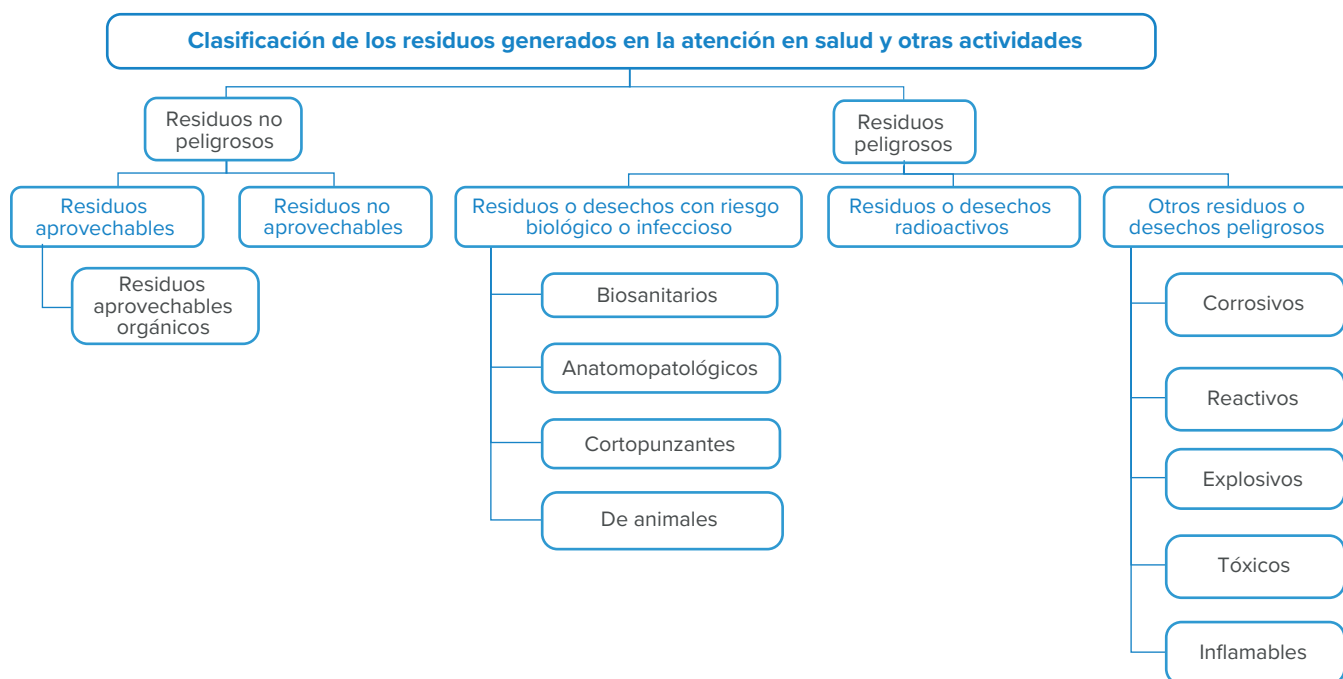 Clasificación de los residuos generados en la atención en salud y otras actividades
Residuos no
peligrosos
Residuos
peligrosos
Residuos
aprovechables
Residuos no
aprovechables
Residuos o desechos con riesgo
biológico o infeccioso
Residuos o desechos
radioactivos
Otros residuos o
desechos peligrosos
Residuos
aprovechables
orgánicos
Biosanitarios
Anatomopatológicos
Cortopunzantes
De animales
Corrosivos
Reactivos
Explosivos
Tóxicos
Inflamables